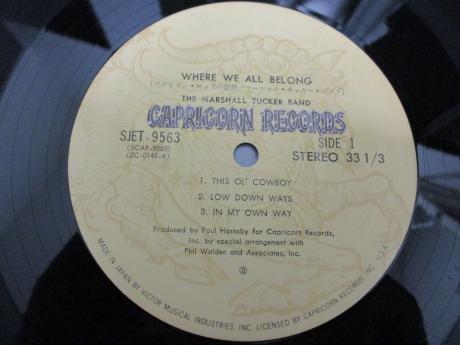 WHERE WE ALL BELONG
THE MARSHALL TUCKER BAND
CAPRICORN RECORDS
SJET-9563
SIDE 1
(SCAP-9005)
(2C-0148-A)
STEREO 33 1/3
1. THIS OL' COWBOY
2. LOW DOWN WAYS
3. IN MY OWN WAY
Produced by Paul Hornsby for Capricorn Records,
Inc. by special arrangement with
Phil Walden and Associates, Inc.
MADE IN JAPAN BY VICTOR MUSICAL INDUSTRIES, INC. LICENSED BY CAPRICORN RECORDS INC., U.S.A.